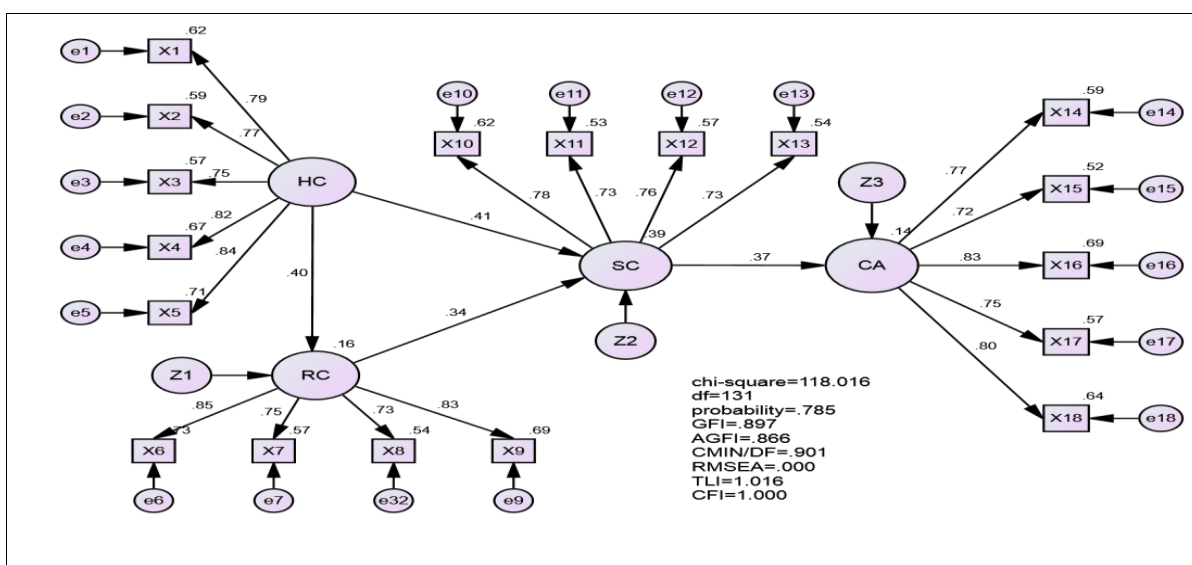 .62
e1 X1
.59
e2 X2
.79
.77
.57
e3 X3 .75
HC
.82
.67
e4 X4
.84
.71
e5 X5
.40
.41
.34
.16
Z1 RC
.85 .75 .73 .83
.73 .57 .54 .69
X6 X7 X8 X9
e6 e7 e32 e9
e10 e11 e12 e13
.62 .53 .57 .54
X10 X11 X12 X13
.78 .73 .76 .73
.39
SC
Z2
.37
Z3
.14
CA
.59
X14 e14
.77
.52
X15 e15
.72
.69
.83 X16 e16
.75
.57
X17 e17
.80
.64
X18 e18
chi-square=118.016
df=131
probability=.785
GFI=.897
AGFI=.866
CMIN/DF=.901
RMSEA=.000
TLI=1.016
CFI=1.000